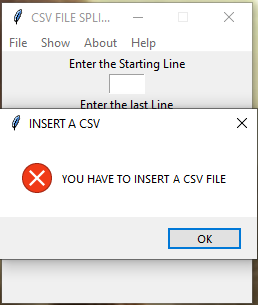 CSV FILE SPLI...
File Show About Help
Enter the Starting Line
Enter the last Line
INSERT A CSV
YOU HAVE TO INSERT A CSV FILE
OK